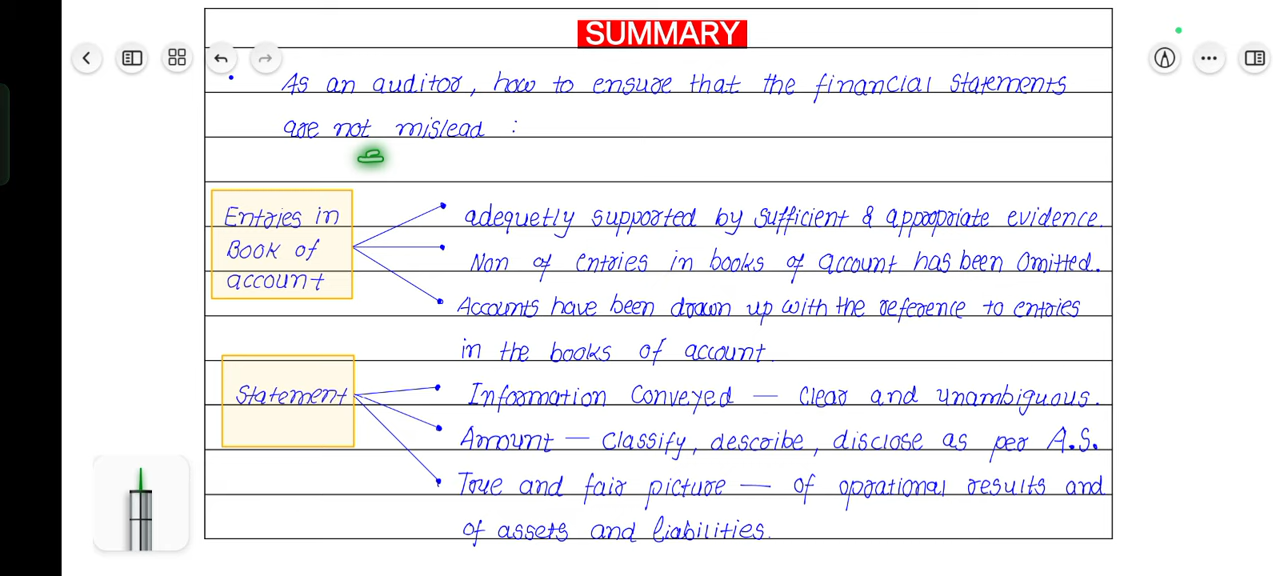 SUMMARY
• As an auditor, how to ensure that the financial statements
are not mislead :
Entries in
Book of
account
adequetly supported by sufficient & appropriate evidence.
Non of entries in books of account has been omitted.
Accounts have been drawn up with the reference to entries
in the books of account.
Statement
Information Conveyed — Clear and unambiguous.
Amount — classify, describe, disclose as per A.S.
True and fair picture — of oprational results and
of assets and liabilities.